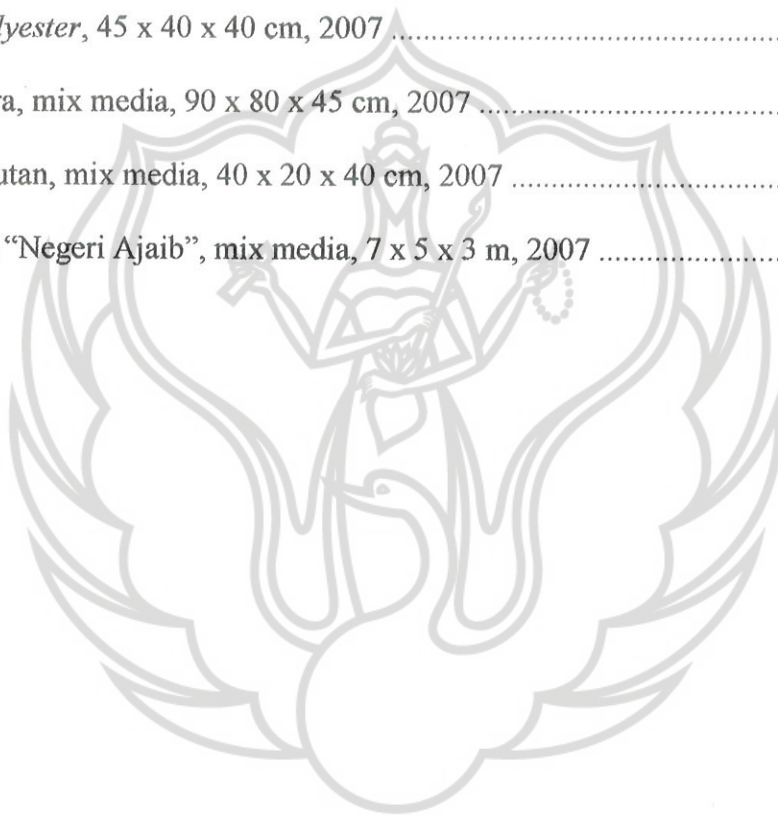 lyester, 45 x 40 x 40 cm, 2007 ..........................................................
ra, mix media, 90 x 80 x 45 cm, 2007 .............................................
utan, mix media, 40 x 20 x 40 cm, 2007 .........................................
“Negeri Ajaib”, mix media, 7 x 5 x 3 m, 2007 ...........................